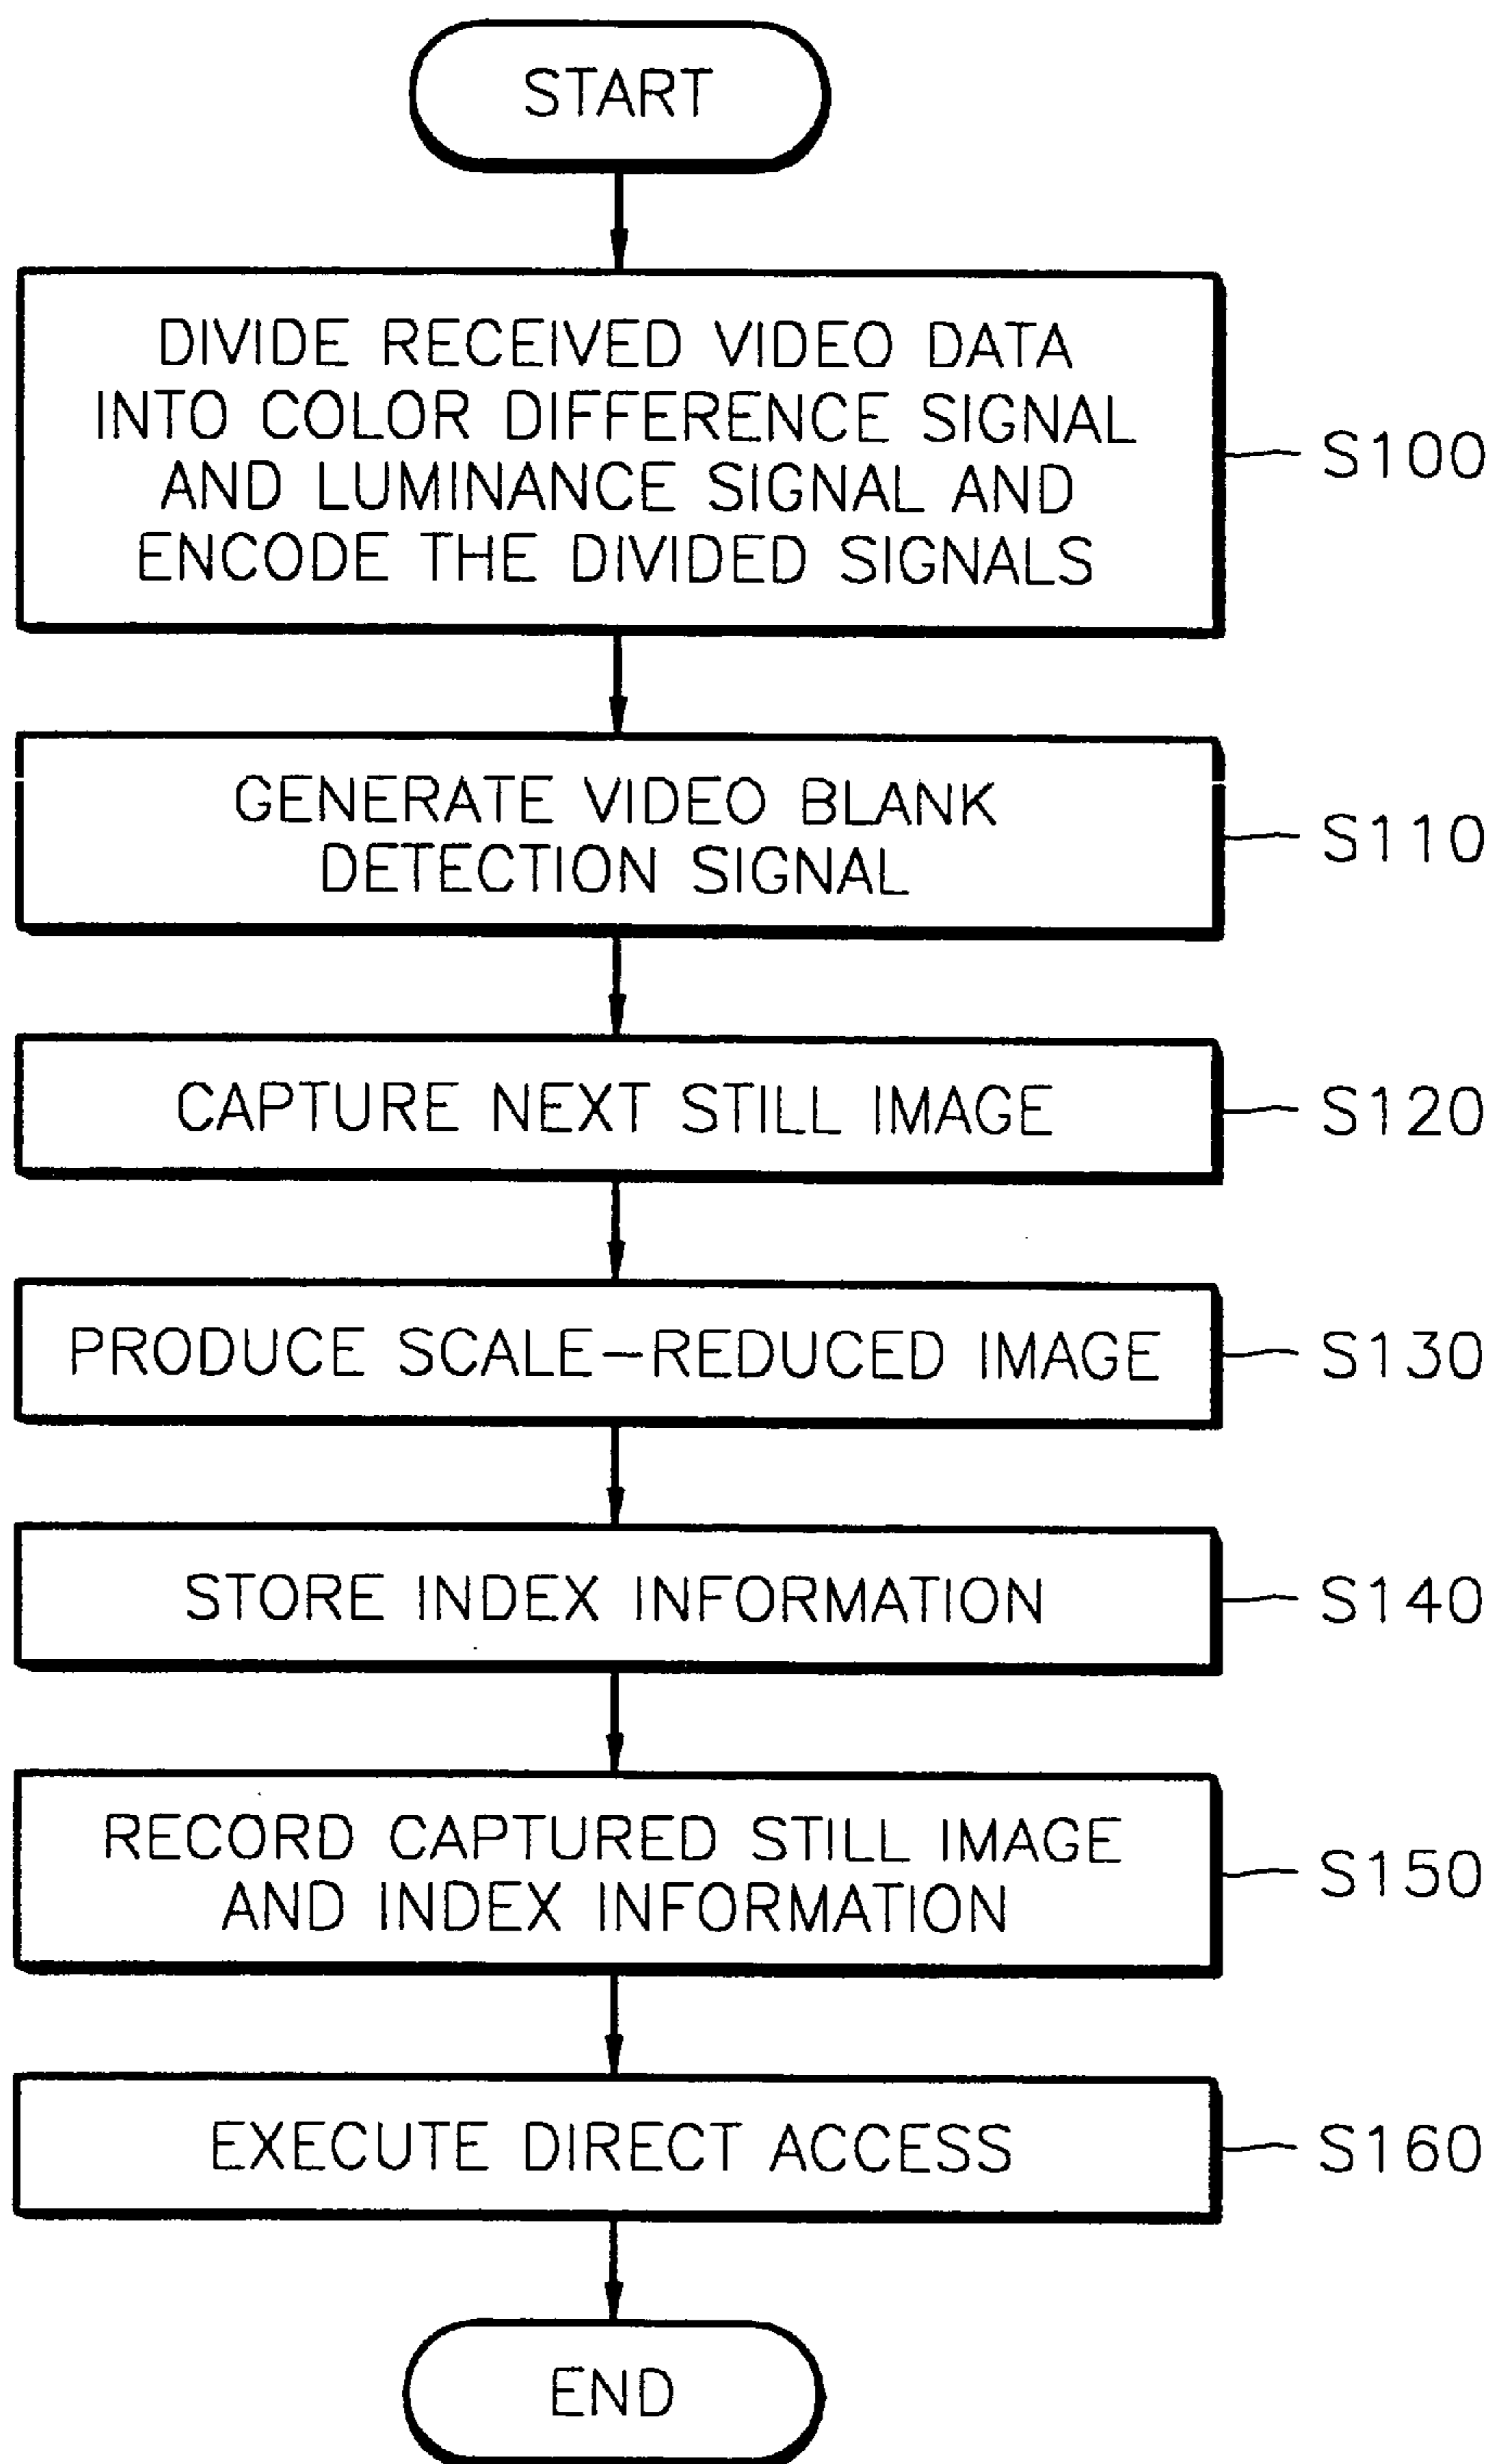 START
DIVIDE RECEIVED VIDEO DATA
INTO COLOR DIFFERENCE SIGNAL
AND LUMINANCE SIGNAL AND
ENCODE THE DIVIDED SIGNALS
S100
GENERATE VIDEO BLANK
DETECTION SIGNAL
S110
CAPTURE NEXT STILL IMAGE
S120
PRODUCE SCALE-REDUCED IMAGE
S130
STORE INDEX INFORMATION
S140
RECORD CAPTURED STILL IMAGE
AND INDEX INFORMATION
S150
EXECUTE DIRECT ACCESS
S160
END